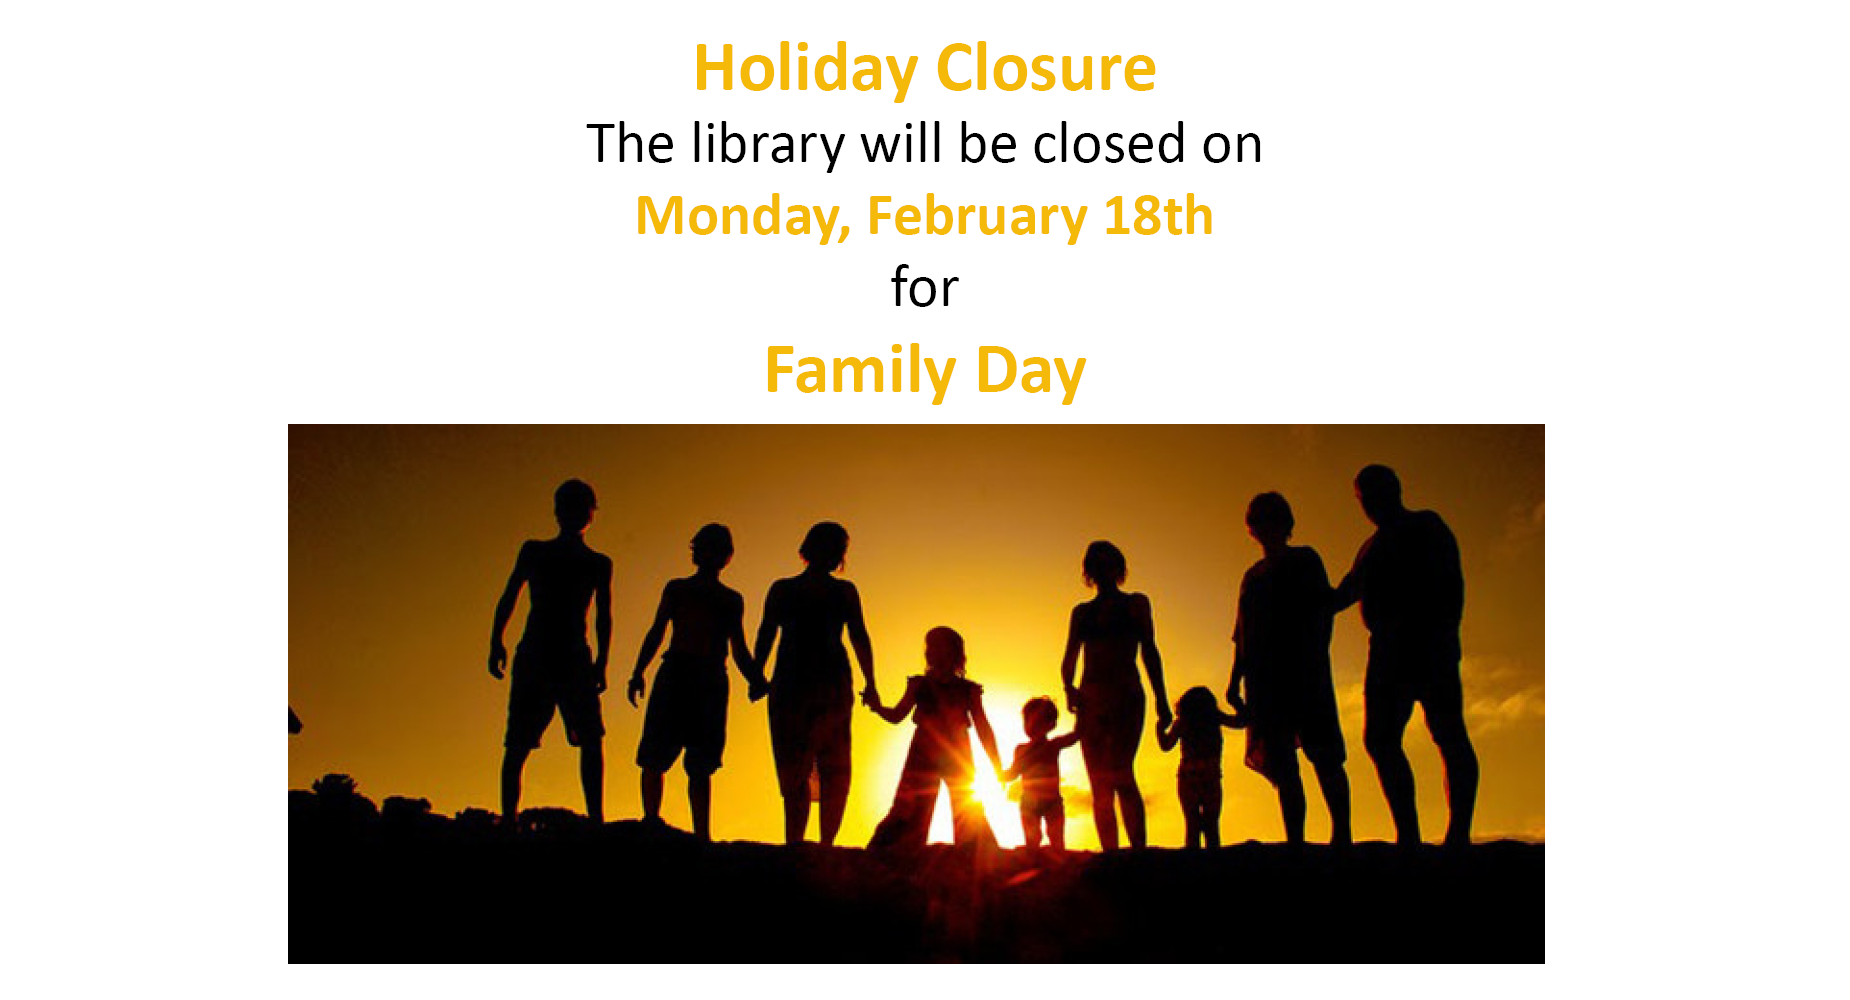 Holiday Closure
The library will be closed on
Monday, February 18th
for
Family Day